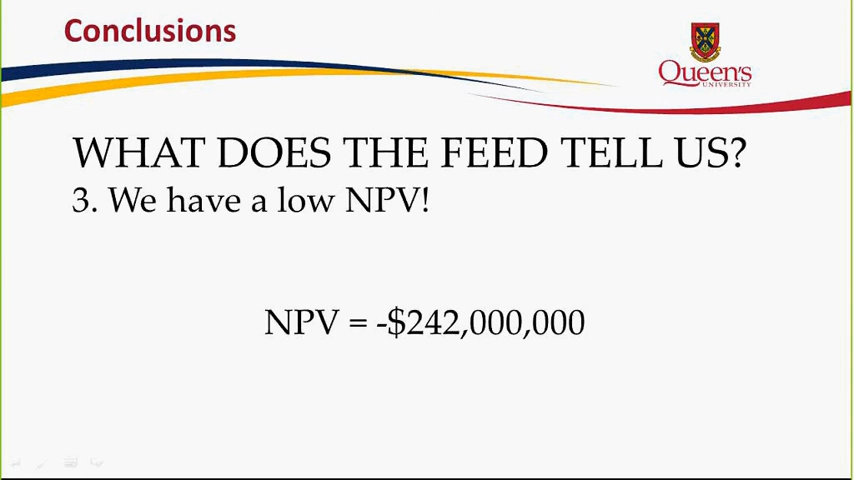 Conclusions
Queen's
UNIVERSITY
WHAT DOES THE FEED TELL US?
3. We have a low NPV!
NPV = -$242,000,000